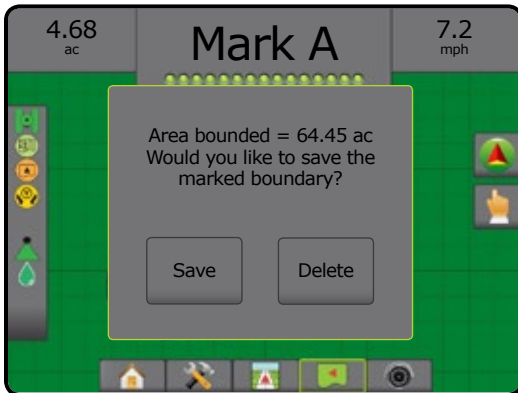 4.68
ac
Mark A
7.2
mph
Area bounded = 64.45 ac
Would you like to save the
marked boundary?
Save
Delete